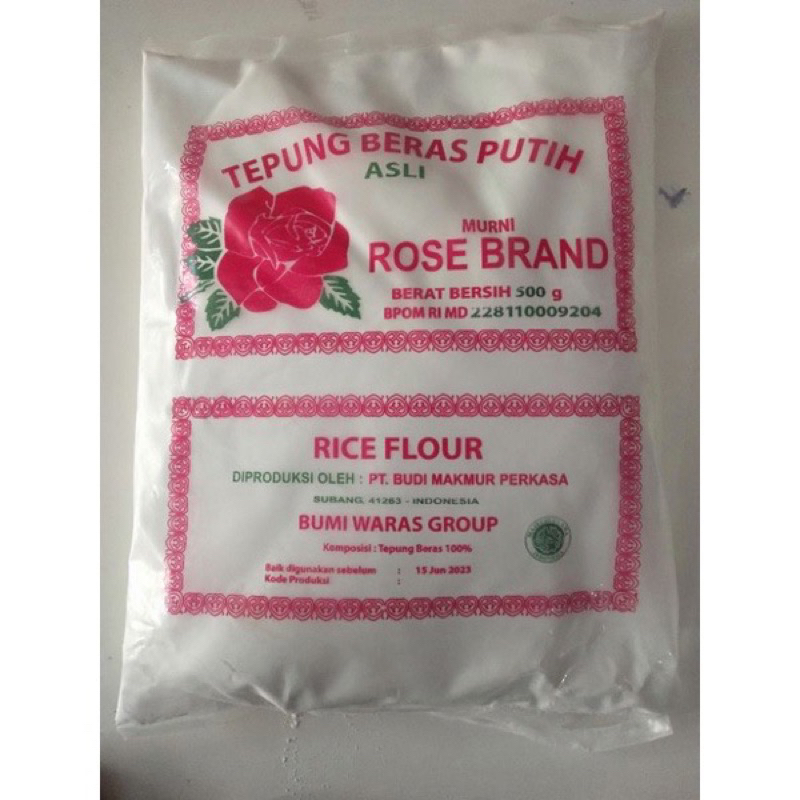 TEPUNG BERAS PUTIH
ASLI
MURNI
ROSE BRAND
BERAT BERSIH 500 g
BPOM RI MD 228110009204
RICE FLOUR
DIPRODUKSI OLEH : PT. BUDI MAKMUR PERKASA
SUBANG, 41263 - INDONESIA
BUMI WARAS GROUP
Komposisi : Tepung Beras 100%
Baik digunakan sebelum : 15 Jun 2023
Kode Produksi :